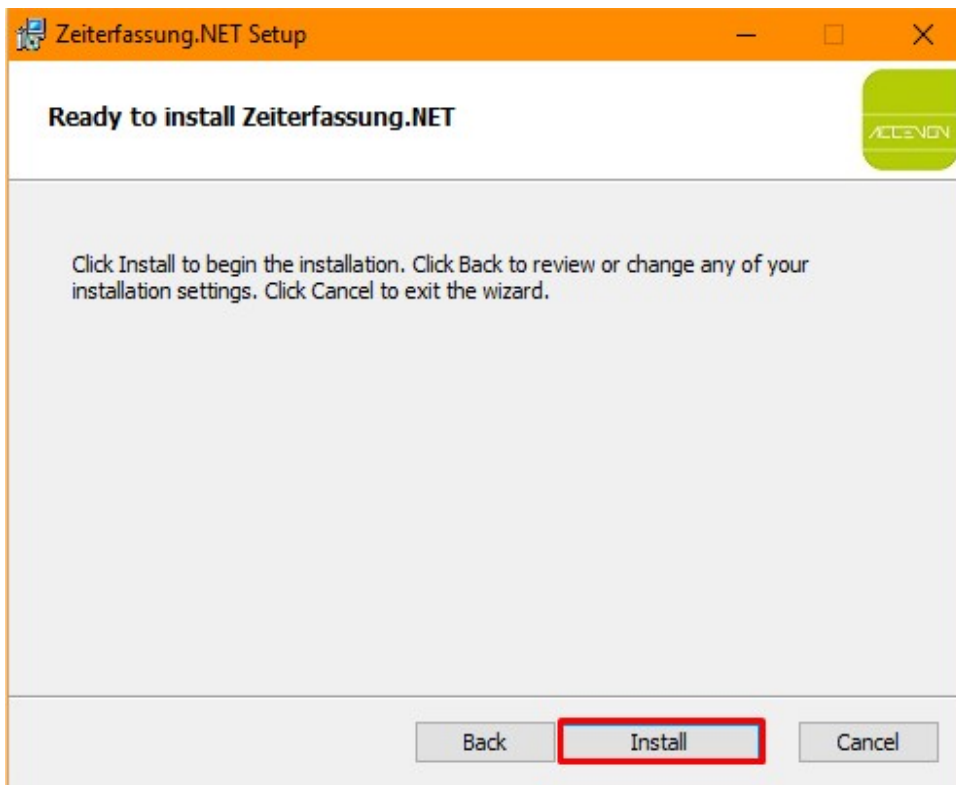 Zeiterfassung.NET Setup
Ready to install Zeiterfassung.NET
ACCENON
Click Install to begin the installation. Click Back to review or change any of your
installation settings. Click Cancel to exit the wizard.
Back
Install
Cancel